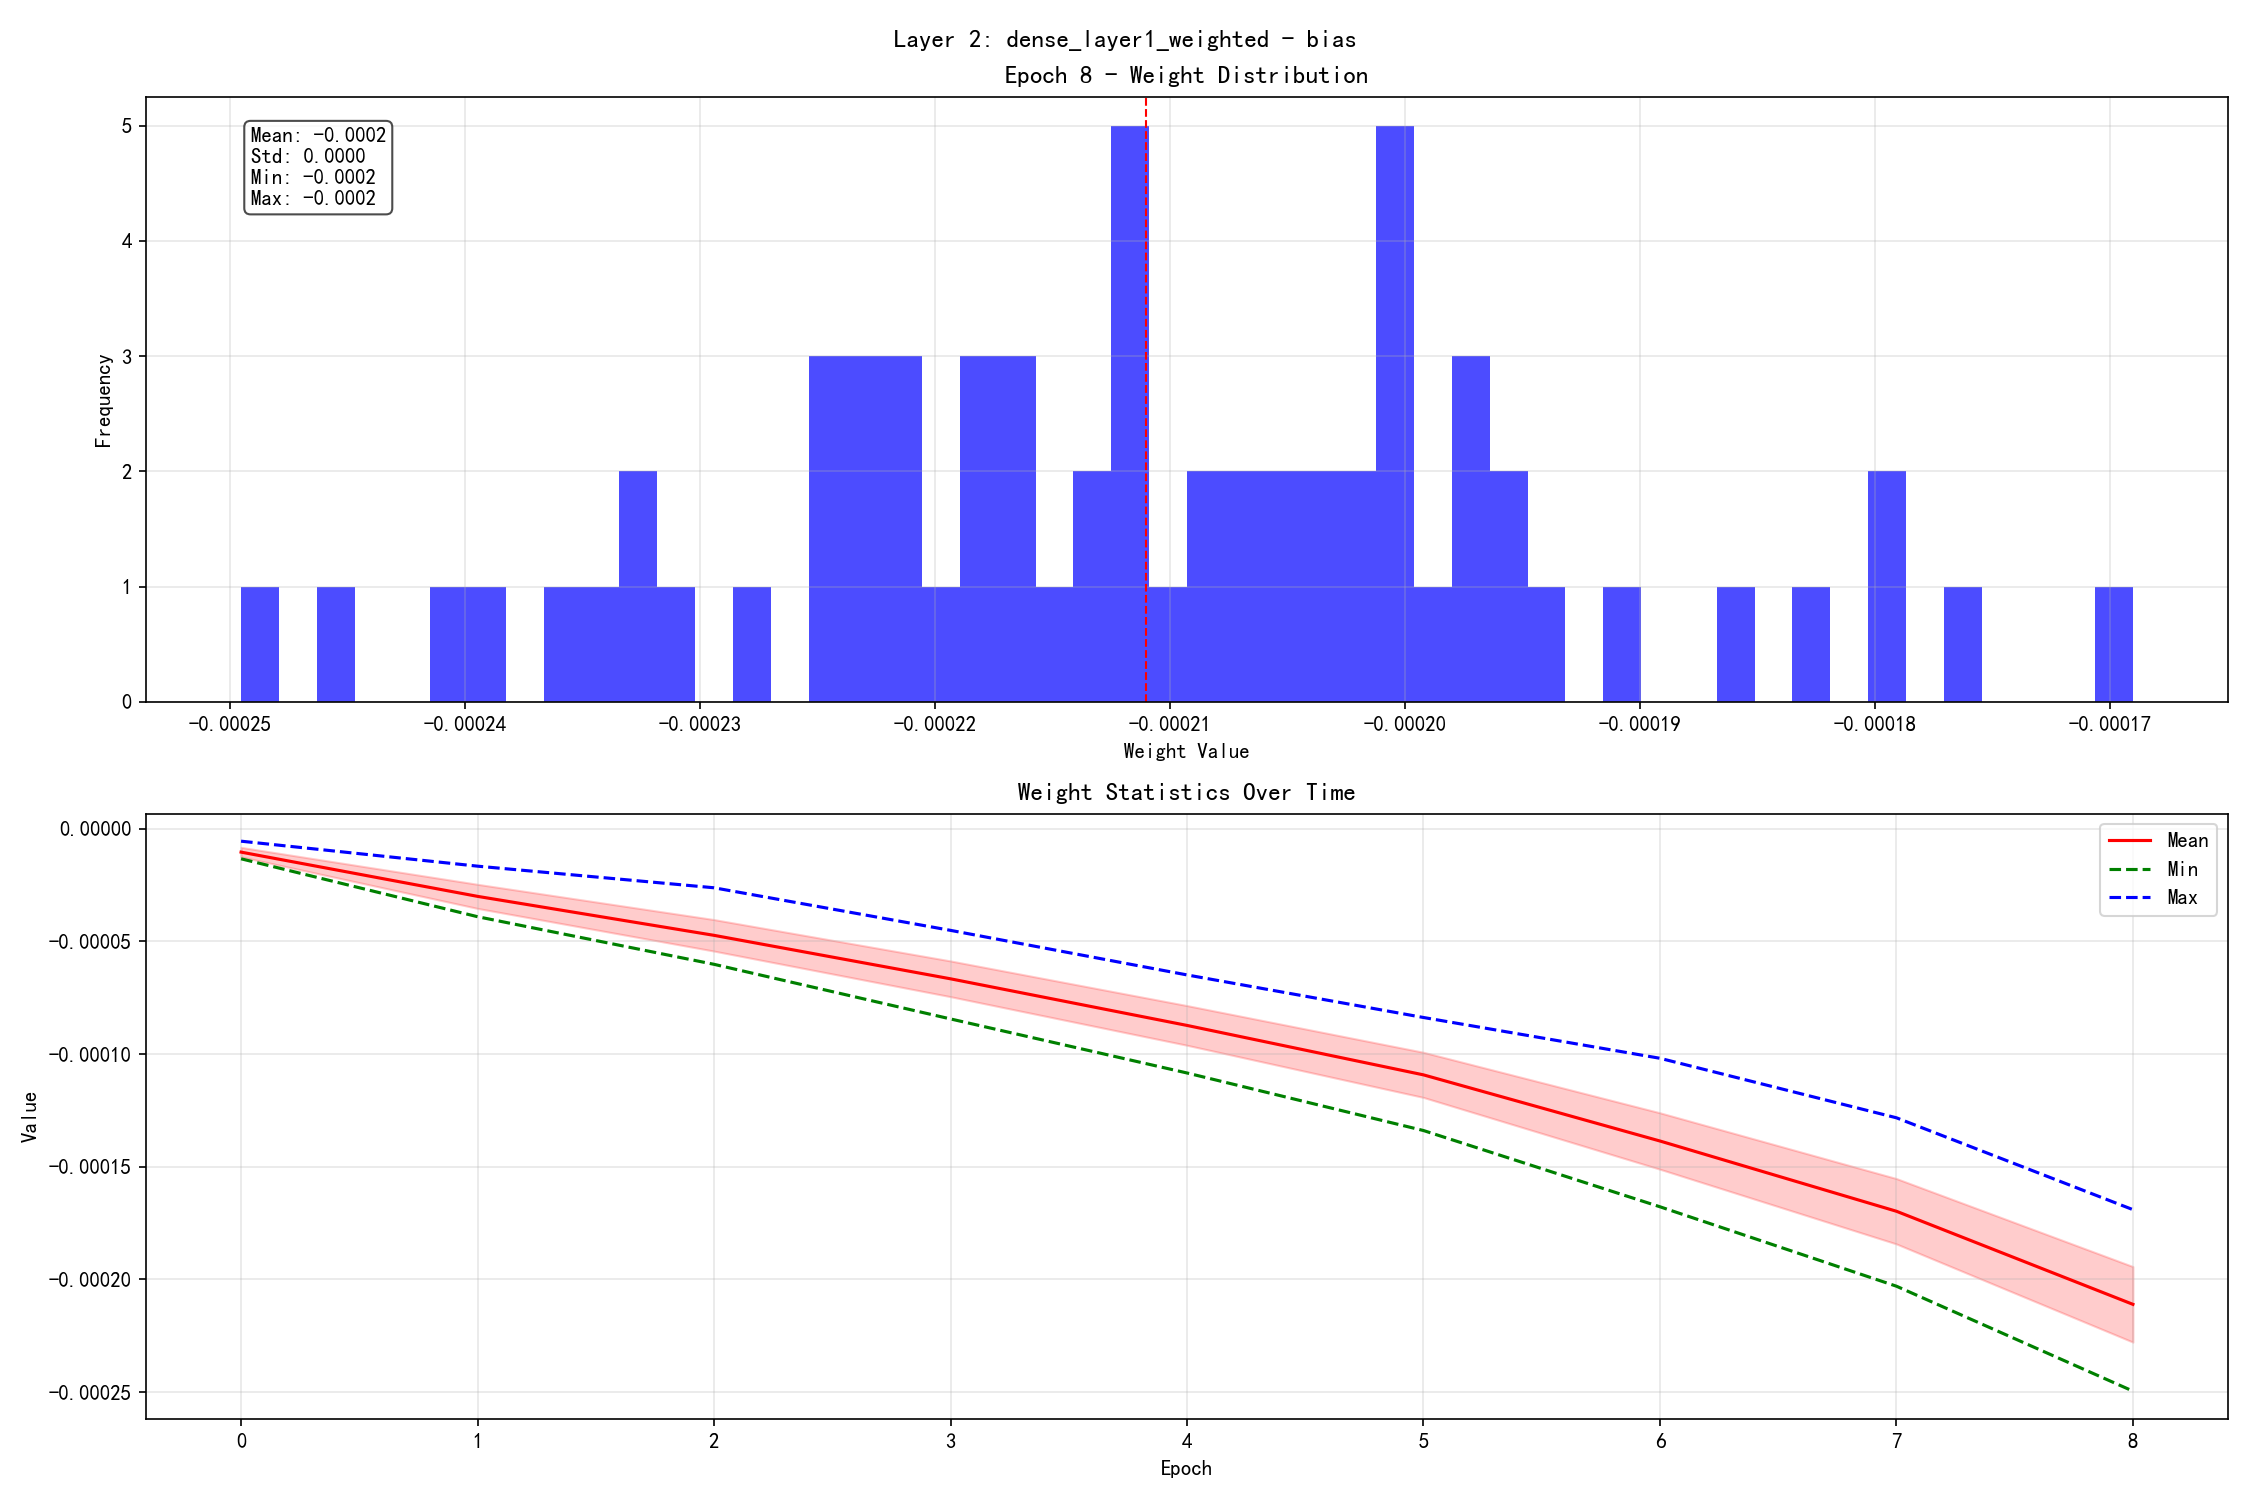 Layer 2: dense_layer1_weighted - bias
Epoch 8 - Weight Distribution
Mean: -0.0002
Std: 0.0000
Min: -0.0002
Max: -0.0002
Frequency
5
4
3
2
1
0
-0.00025 -0.00024 -0.00023 -0.00022 -0.00021 -0.00020 -0.00019 -0.00018 -0.00017
Weight Value
Weight Statistics Over Time
Mean
Min
Max
Value
0.00000
-0.00005
-0.00010
-0.00015
-0.00020
-0.00025
0 1 2 3 4 5 6 7 8
Epoch